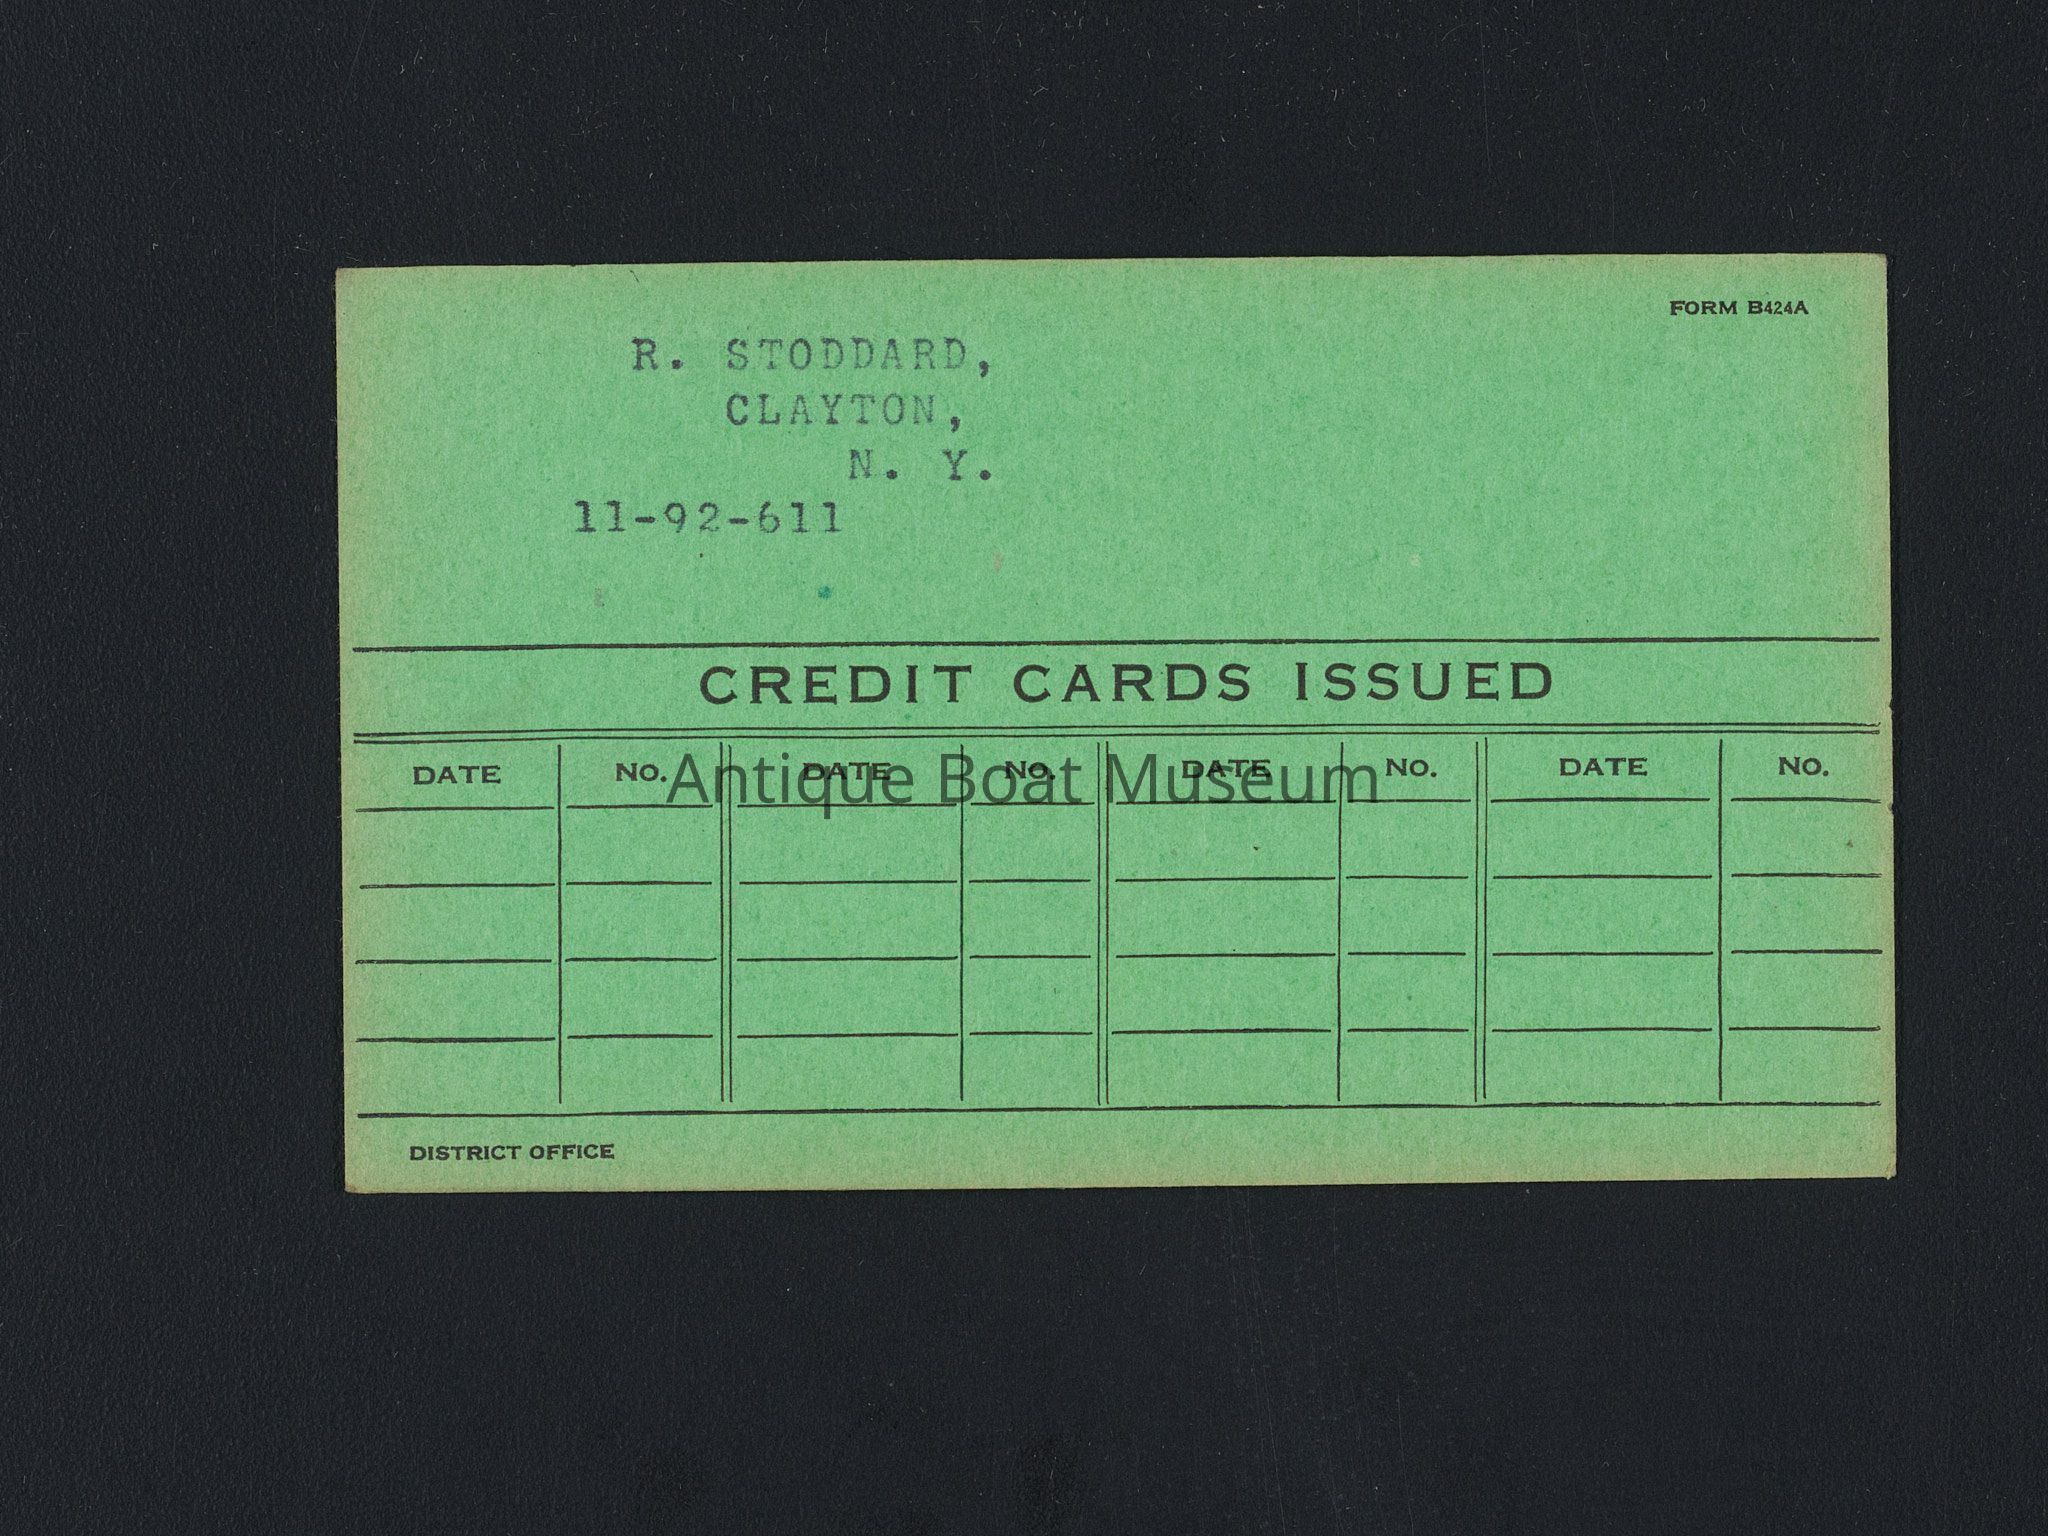 FORM B424A
R. STODDARD,
CLAYTON,
N. Y.
11-92-611
CREDIT CARDS ISSUED
DATE NO. DATE NO. DATE NO. DATE NO.
Antique Boat Museum
DISTRICT OFFICE